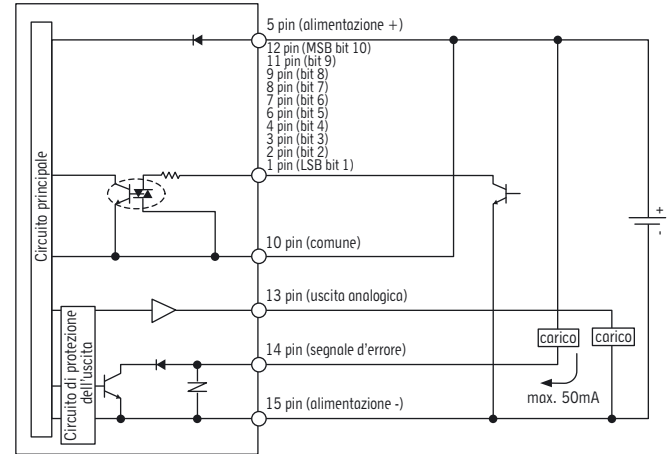 5 pin (alimentazione +)
12 pin (MSB bit 10)
11 pin (bit 9)
9 pin (bit 8)
8 pin (bit 7)
7 pin (bit 6)
6 pin (bit 5)
4 pin (bit 4)
3 pin (bit 3)
2 pin (bit 2)
1 pin (LSB bit 1)
Circuito principale
+
-
10 pin (comune)
13 pin (uscita analogica)
carico
carico
14 pin (segnale d'errore)
max. 50mA
Circuito di protezione
dell'uscita
15 pin (alimentazione -)